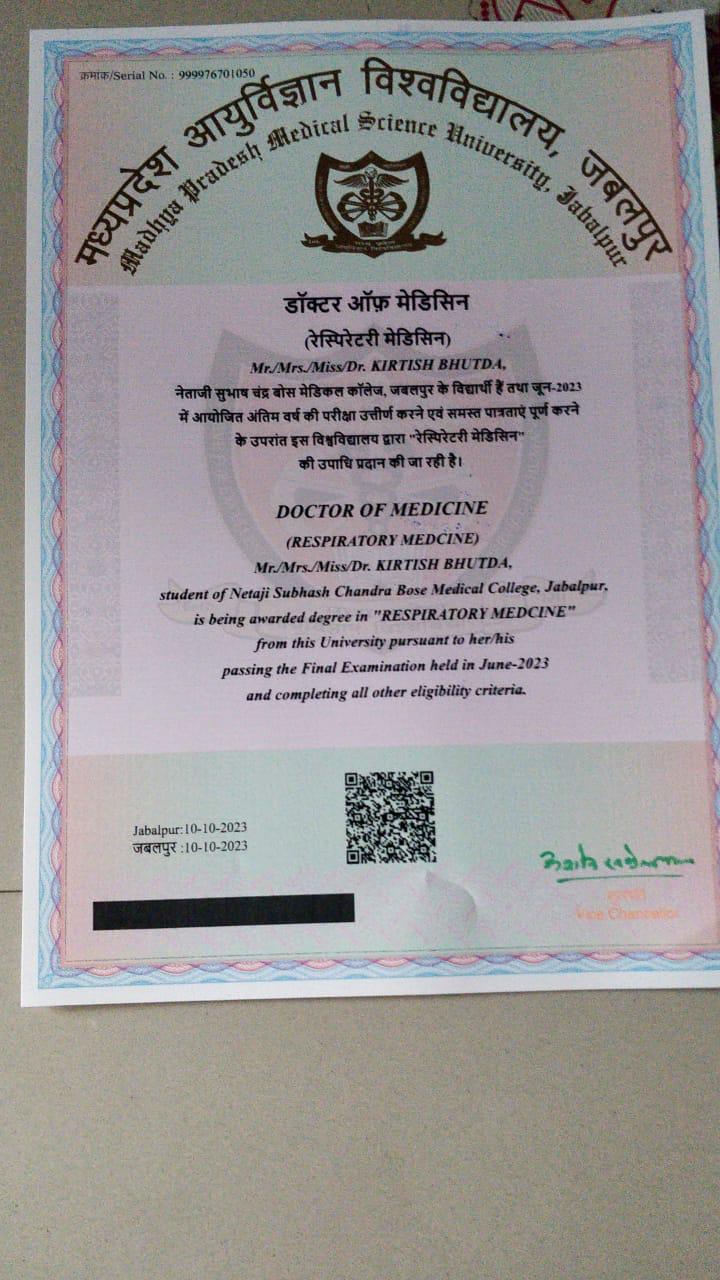 क्रमांक/Serial No. : 999976701050
मध्यप्रदेश आयुर्विज्ञान विश्वविद्यालय, जबलपुर
Madhya Pradesh Medical Science University, Jabalpur
डॉक्टर ऑफ़ मेडिसिन
(रेस्पिरेटरी मेडिसिन)
Mr./Mrs./Miss/Dr. KIRTISH BHUTDA,
नेताजी सुभाष चंद्र बोस मेडिकल कॉलेज, जबलपुर के विद्यार्थी हैं तथा जून-2023
में आयोजित अंतिम वर्ष की परीक्षा उत्तीर्ण करने एवं समस्त पात्रताएं पूर्ण करने
के उपरांत इस विश्वविद्यालय द्वारा "रेस्पिरेटरी मेडिसिन"
की उपाधि प्रदान की जा रही है।
DOCTOR OF MEDICINE
(RESPIRATORY MEDCINE)
Mr./Mrs./Miss/Dr. KIRTISH BHUTDA,
student of Netaji Subhash Chandra Bose Medical College, Jabalpur,
is being awarded degree in "RESPIRATORY MEDCINE"
from this University pursuant to her/his
passing the Final Examination held in June-2023
and completing all other eligibility criteria.
Jabalpur:10-10-2023
जबलपुर :10-10-2023
कुलपति
Vice Chancellor